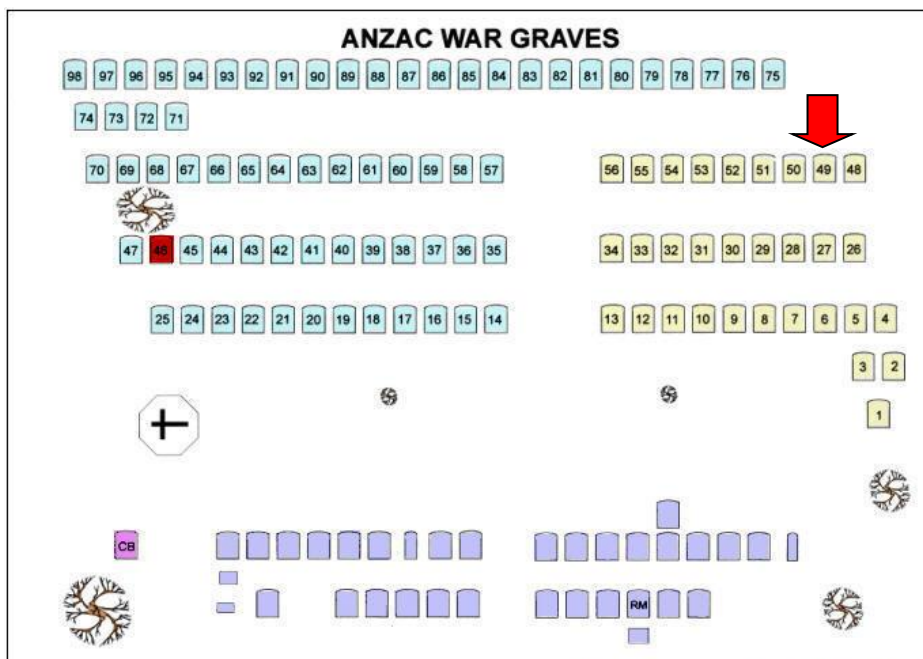 ANZAC WAR GRAVES
98 97 96 95 94 93 92 91 90 89 88 87 86 85 84 83 82 81 80 79 78 77 76 75
74 73 72 71
70 69 68 67 66 65 64 63 62 61 60 59 58 57 56 55 54 53 52 51 50 49 48
47 46 45 44 43 42 41 40 39 38 37 36 35 34 33 32 31 30 29 28 27 26
25 24 23 22 21 20 19 18 17 16 15 14 13 12 11 10 9 8 7 6 5 4
3 2
1
CB
RM